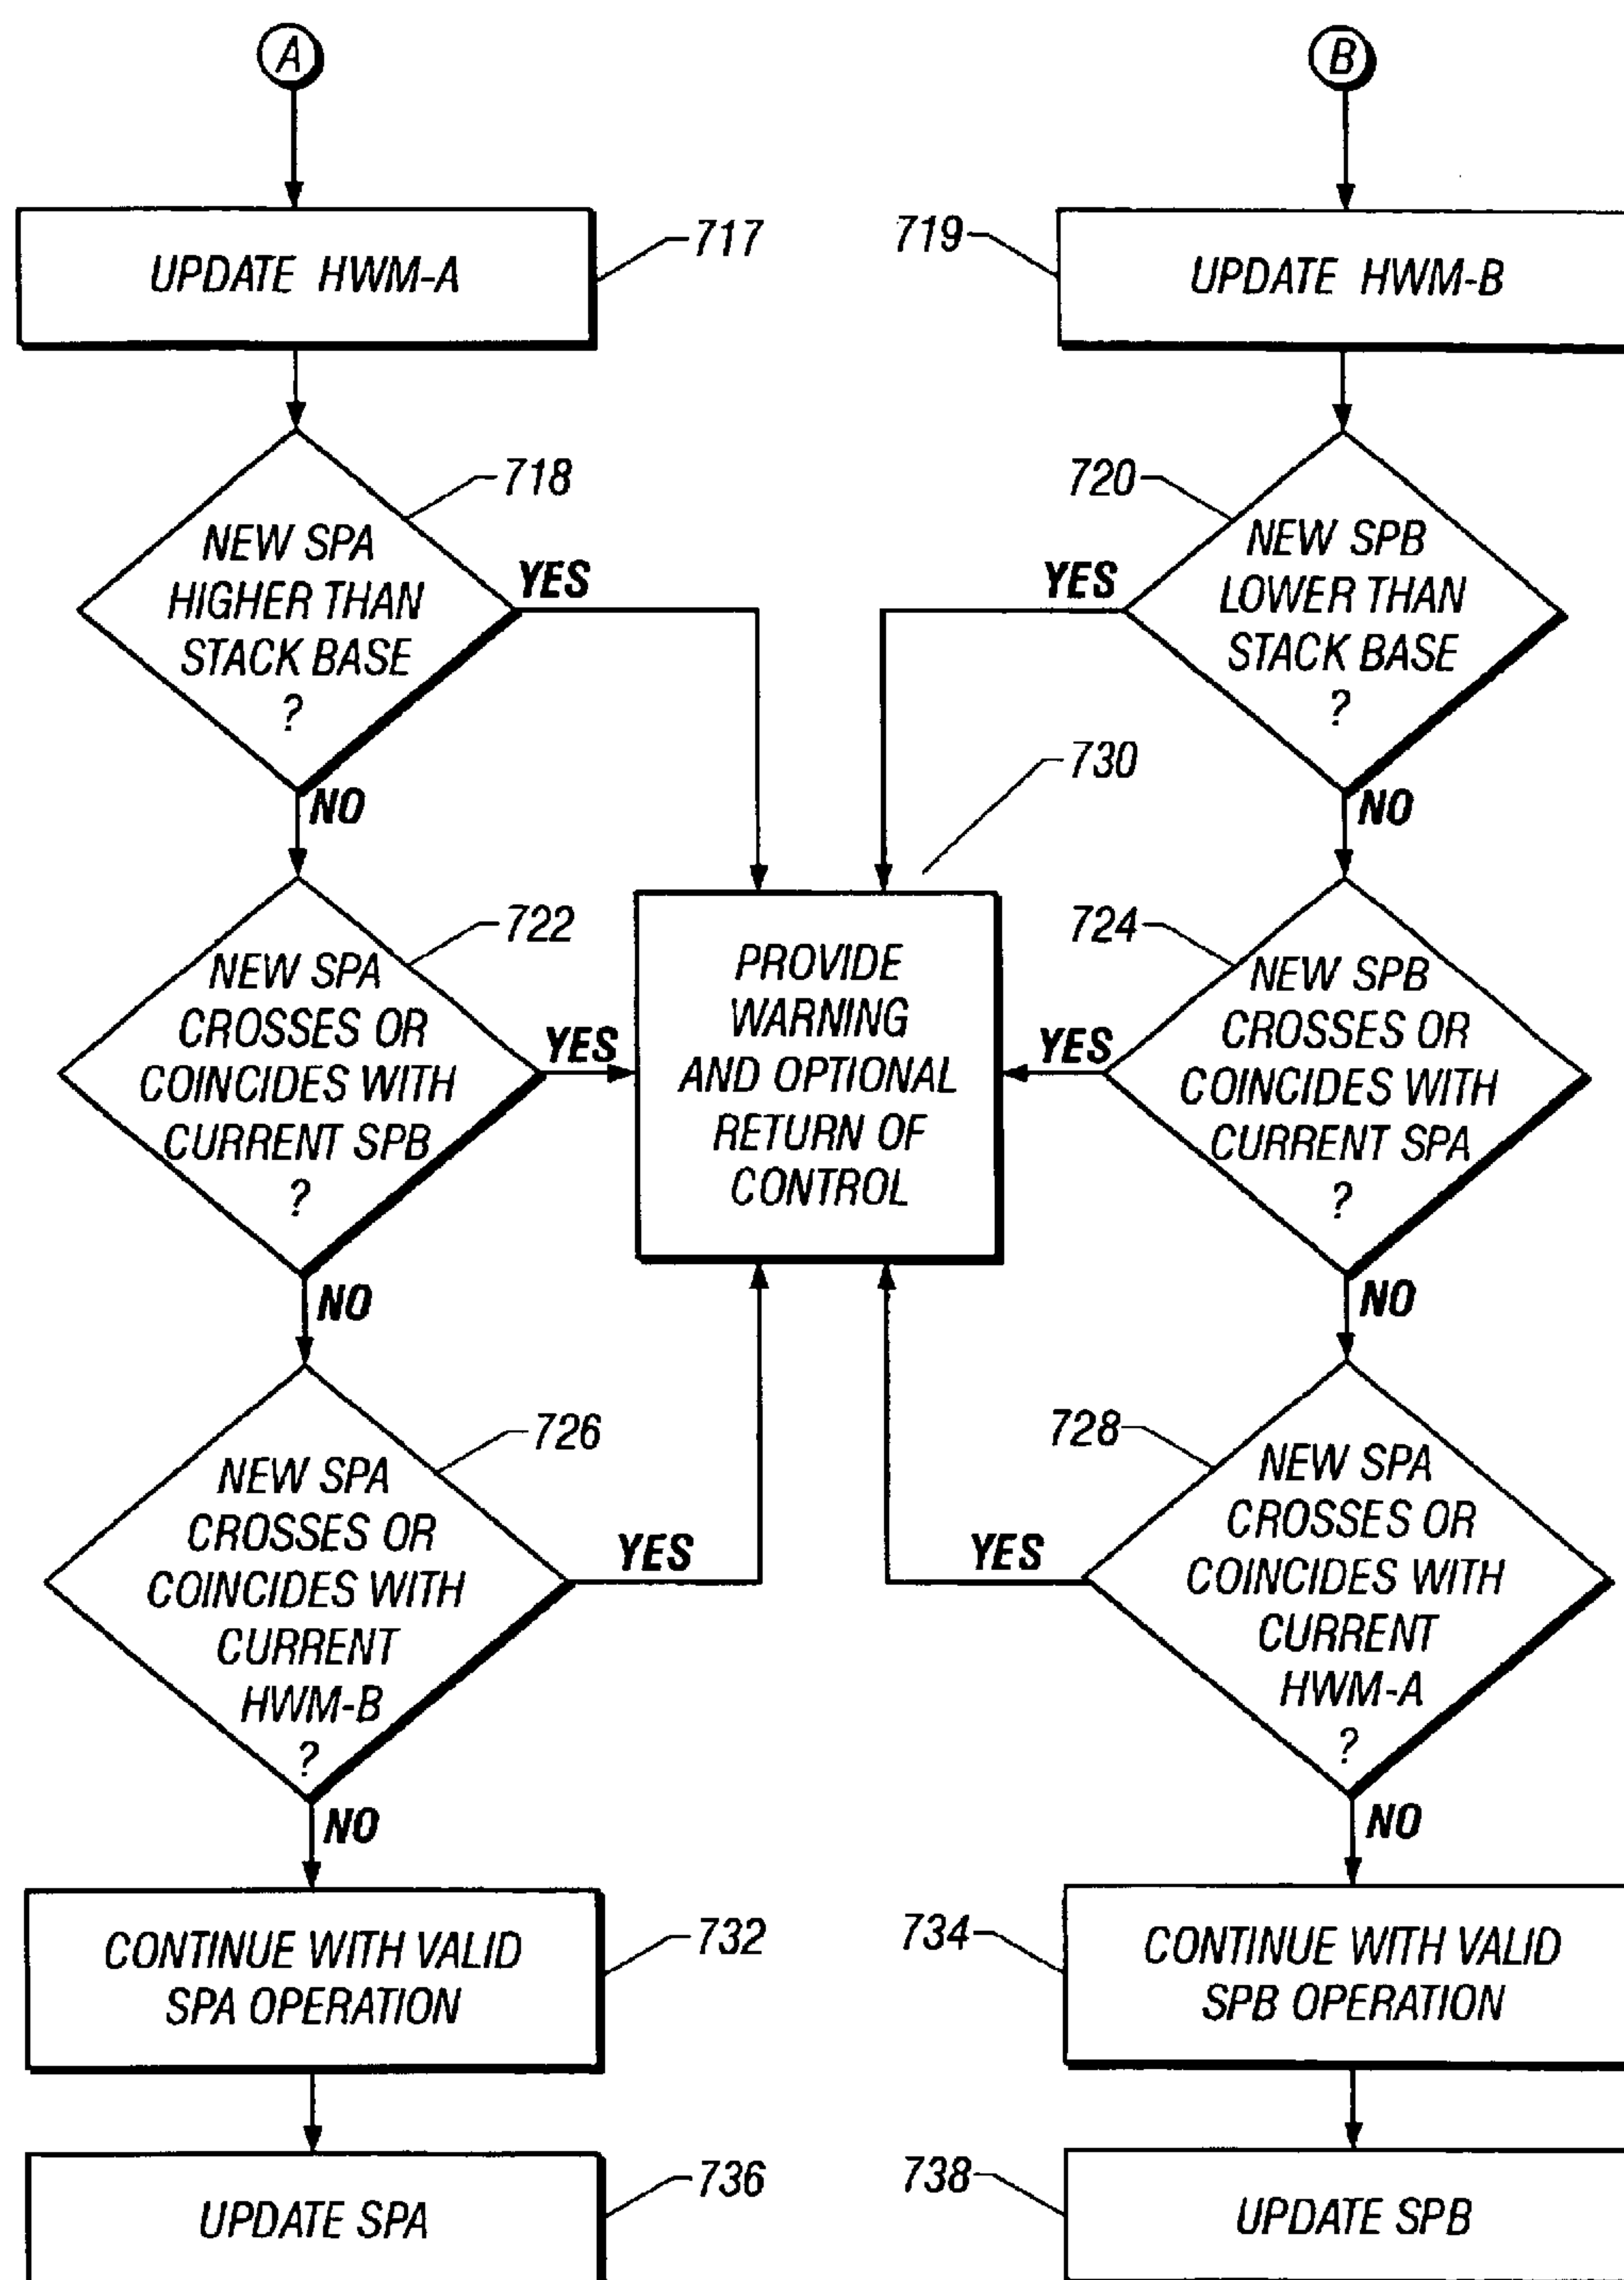 A
B
UPDATE HWM-A
717
719
UPDATE HWM-B
718
NEW SPA
HIGHER THAN
STACK BASE
?
YES
NO
720
NEW SPB
LOWER THAN
STACK BASE
?
YES
NO
730
PROVIDE
WARNING
AND OPTIONAL
RETURN OF
CONTROL
722
NEW SPA
CROSSES OR
COINCIDES WITH
CURRENT SPB
?
YES
NO
724
NEW SPB
CROSSES OR
COINCIDES WITH
CURRENT SPA
?
YES
NO
726
NEW SPA
CROSSES OR
COINCIDES WITH
CURRENT
HWM-B
?
YES
NO
728
NEW SPA
CROSSES OR
COINCIDES WITH
CURRENT
HWM-A
?
YES
NO
CONTINUE WITH VALID
SPA OPERATION
732
734
CONTINUE WITH VALID
SPB OPERATION
UPDATE SPA
736
738
UPDATE SPB